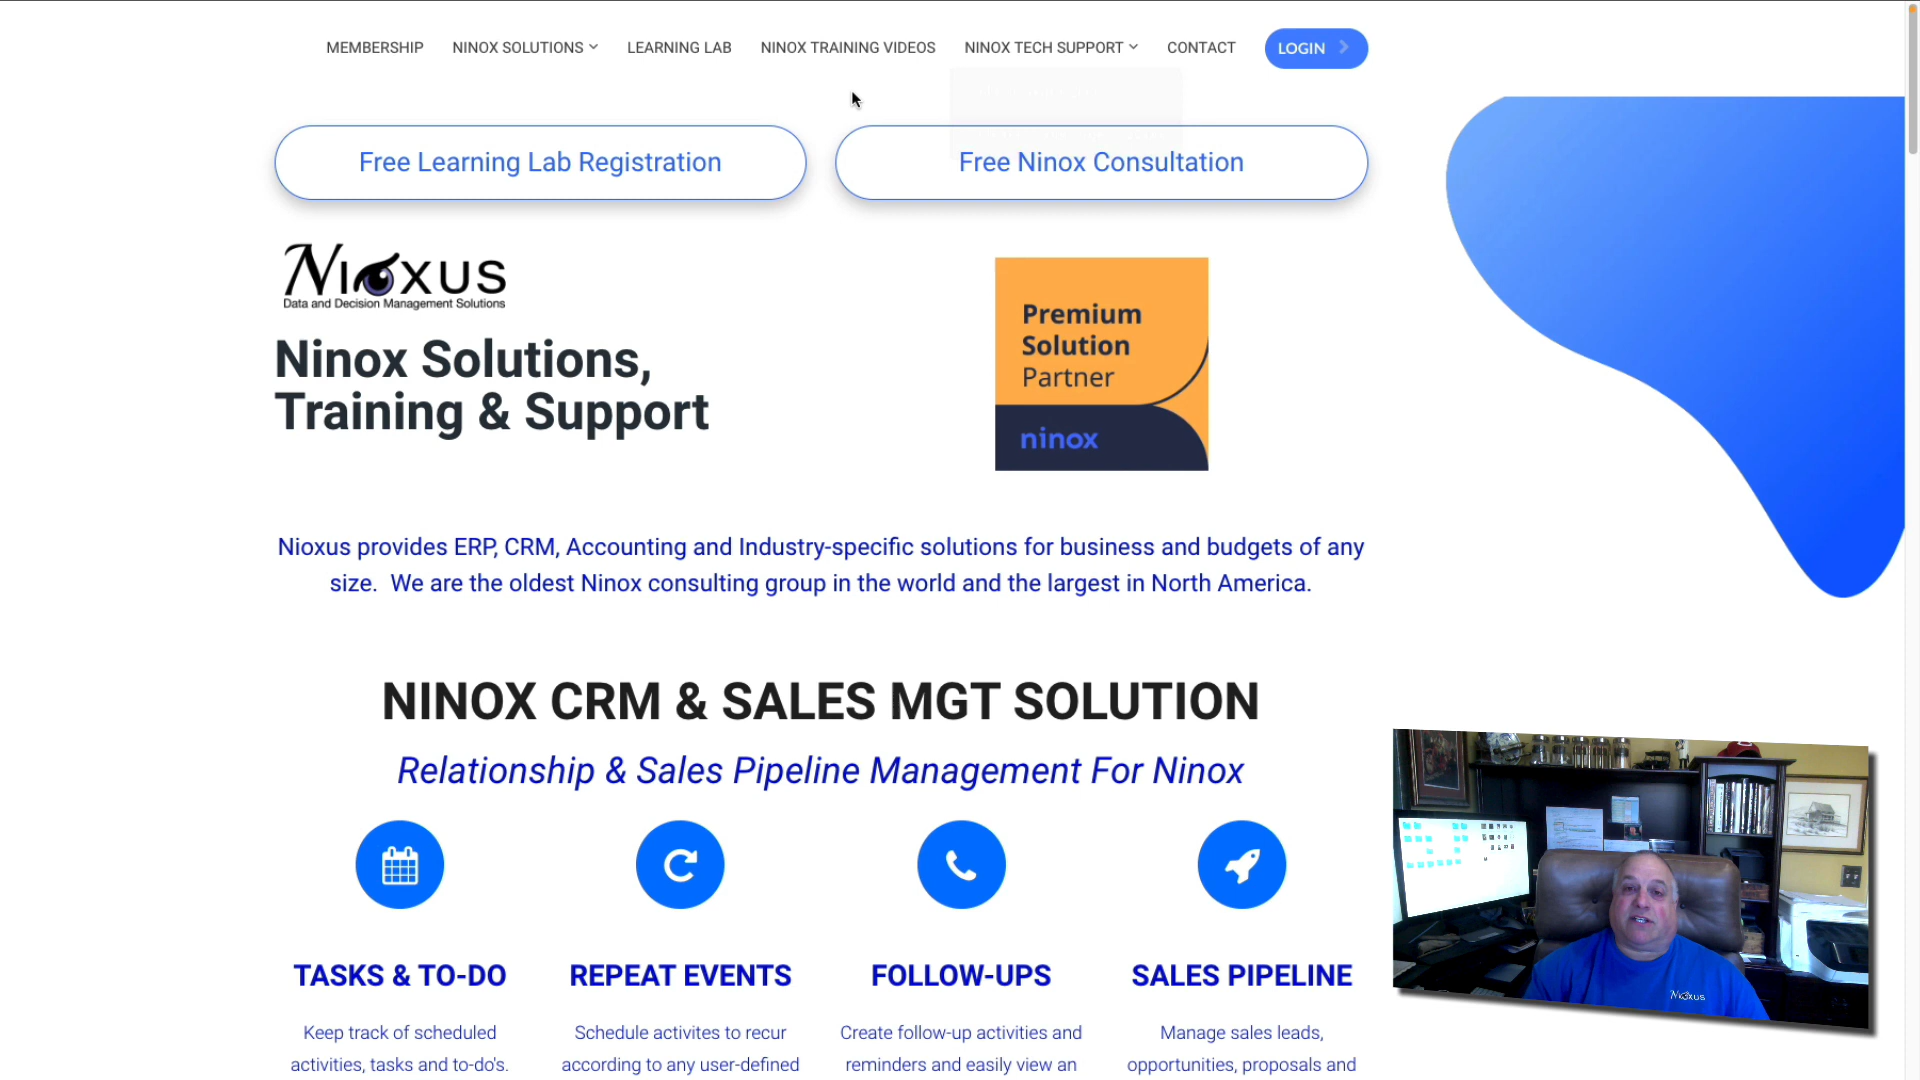 MEMBERSHIP NINOX SOLUTIONS LEARNING LAB NINOX TRAINING VIDEOS NINOX TECH SUPPORT CONTACT LOGIN
Free Learning Lab Registration
Free Ninox Consultation
Nioxus
Data and Decision Management Solutions
Ninox Solutions,
Training & Support
Premium
Solution
Partner
ninox
Nioxus provides ERP, CRM, Accounting and Industry-specific solutions for business and budgets of any
size. We are the oldest Ninox consulting group in the world and the largest in North America.
NINOX CRM & SALES MGT SOLUTION
Relationship & Sales Pipeline Management For Ninox
TASKS & TO-DO
Keep track of scheduled
activities, tasks and to-do's.
REPEAT EVENTS
Schedule activites to recur
according to any user-defined
FOLLOW-UPS
Create follow-up activities and
reminders and easily view an
SALES PIPELINE
Manage sales leads,
opportunities, proposals and
Nioxus